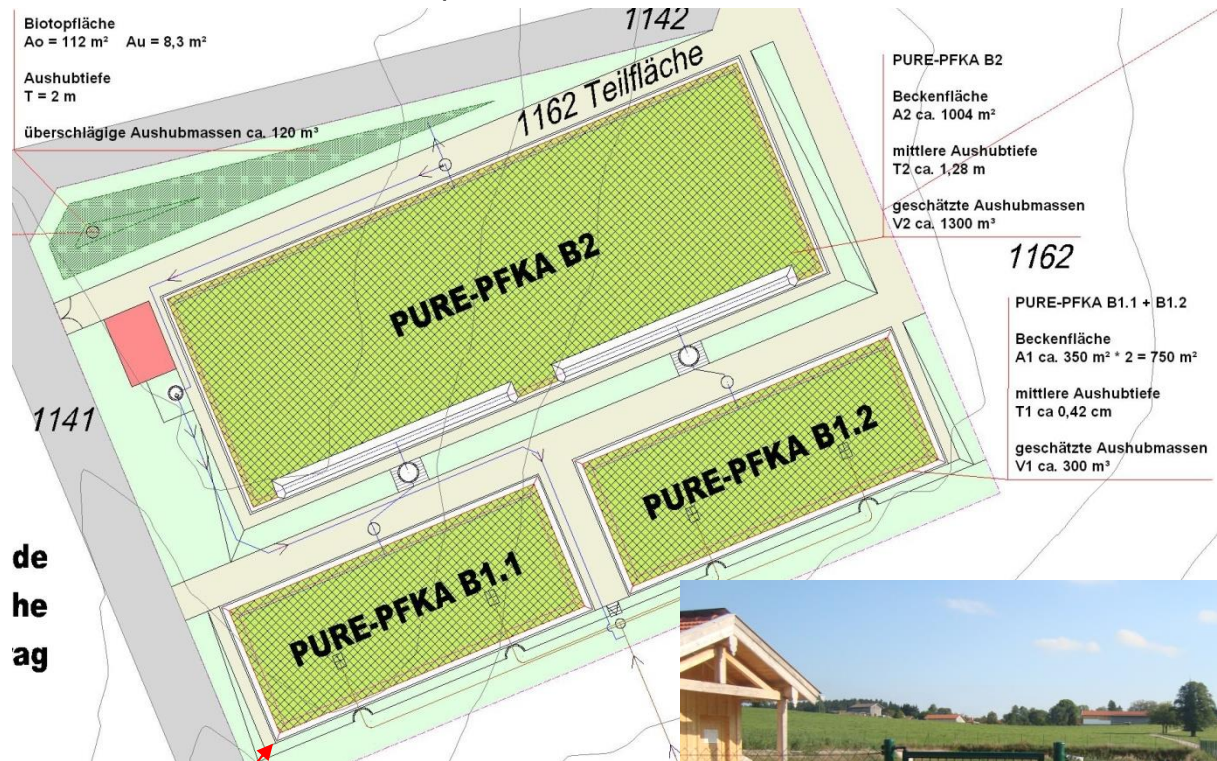 Biotopfläche
Ao = 112 m² Au = 8,3 m²
Aushubtiefe
T = 2 m
überschlägige Aushubmassen ca. 120 m³
1142
1162 Teilfläche
PURE-PFKA B2
Beckenfläche
A2 ca. 1004 m²
mittlere Aushubtiefe
T2 ca. 1,28 m
geschätzte Aushubmassen
V2 ca. 1300 m³
1162
PURE-PFKA B2
PURE-PFKA B1.1 + B1.2
Beckenfläche
A1 ca. 350 m² * 2 = 750 m²
mittlere Aushubtiefe
T1 ca 0,42 cm
geschätzte Aushubmassen
V1 ca. 300 m³
1141
PURE-PFKA B1.2
PURE-PFKA B1.1
de
he
ag